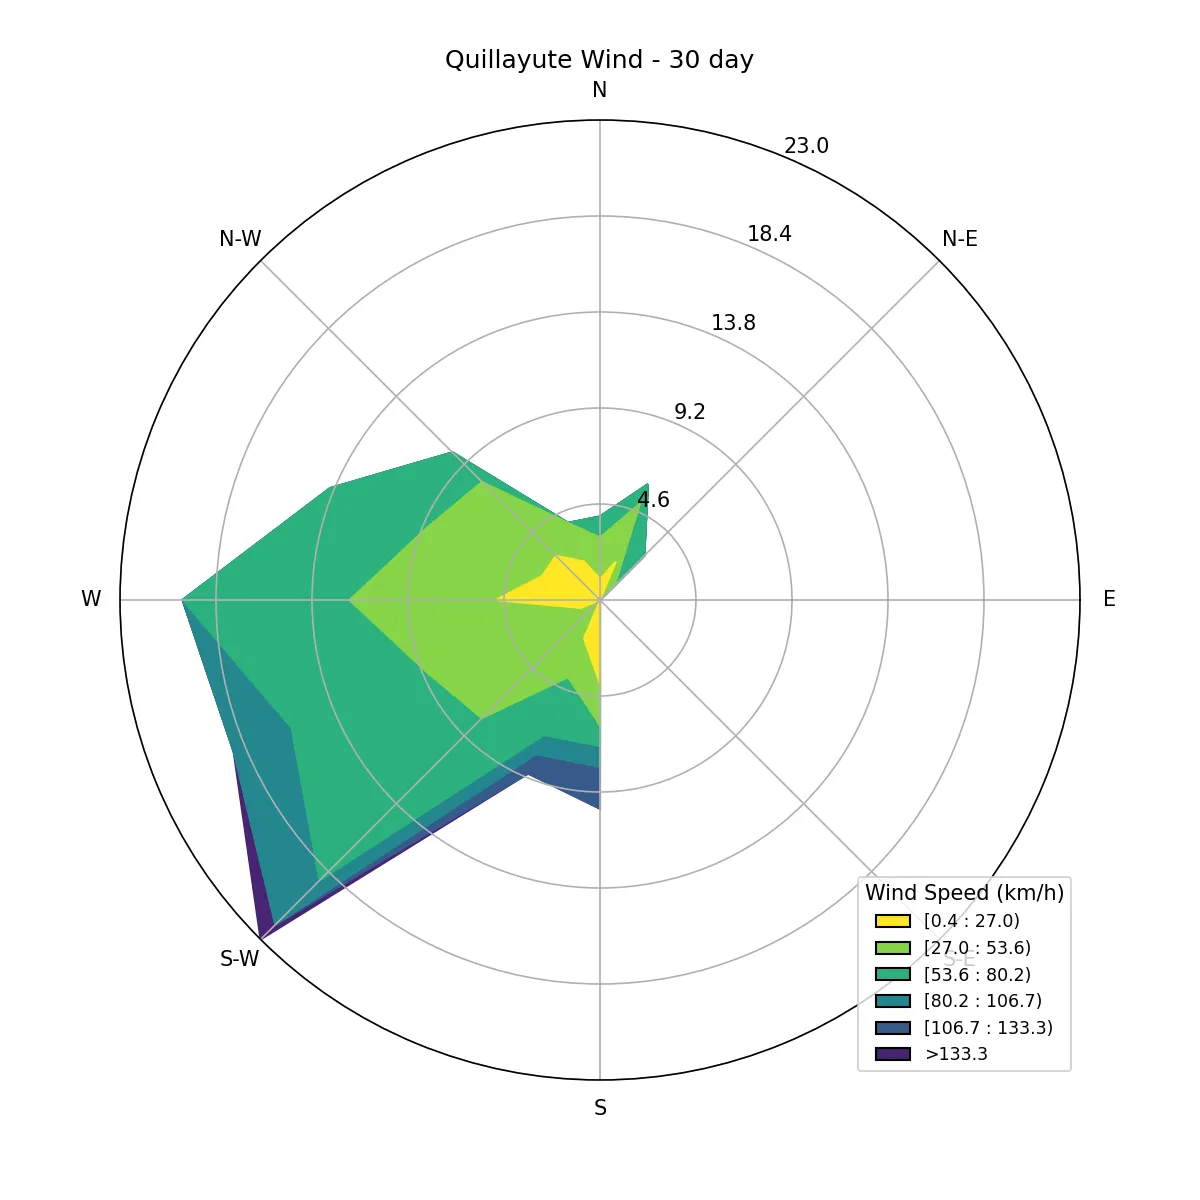 Quillayute Wind - 30 day
N
23.0
N-W
18.4
N-E
13.8
9.2
4.6
W
E
S-W
S-E
S
Wind Speed (km/h)
[0.4 : 27.0)
[27.0 : 53.6)
[53.6 : 80.2)
[80.2 : 106.7)
[106.7 : 133.3)
>133.3